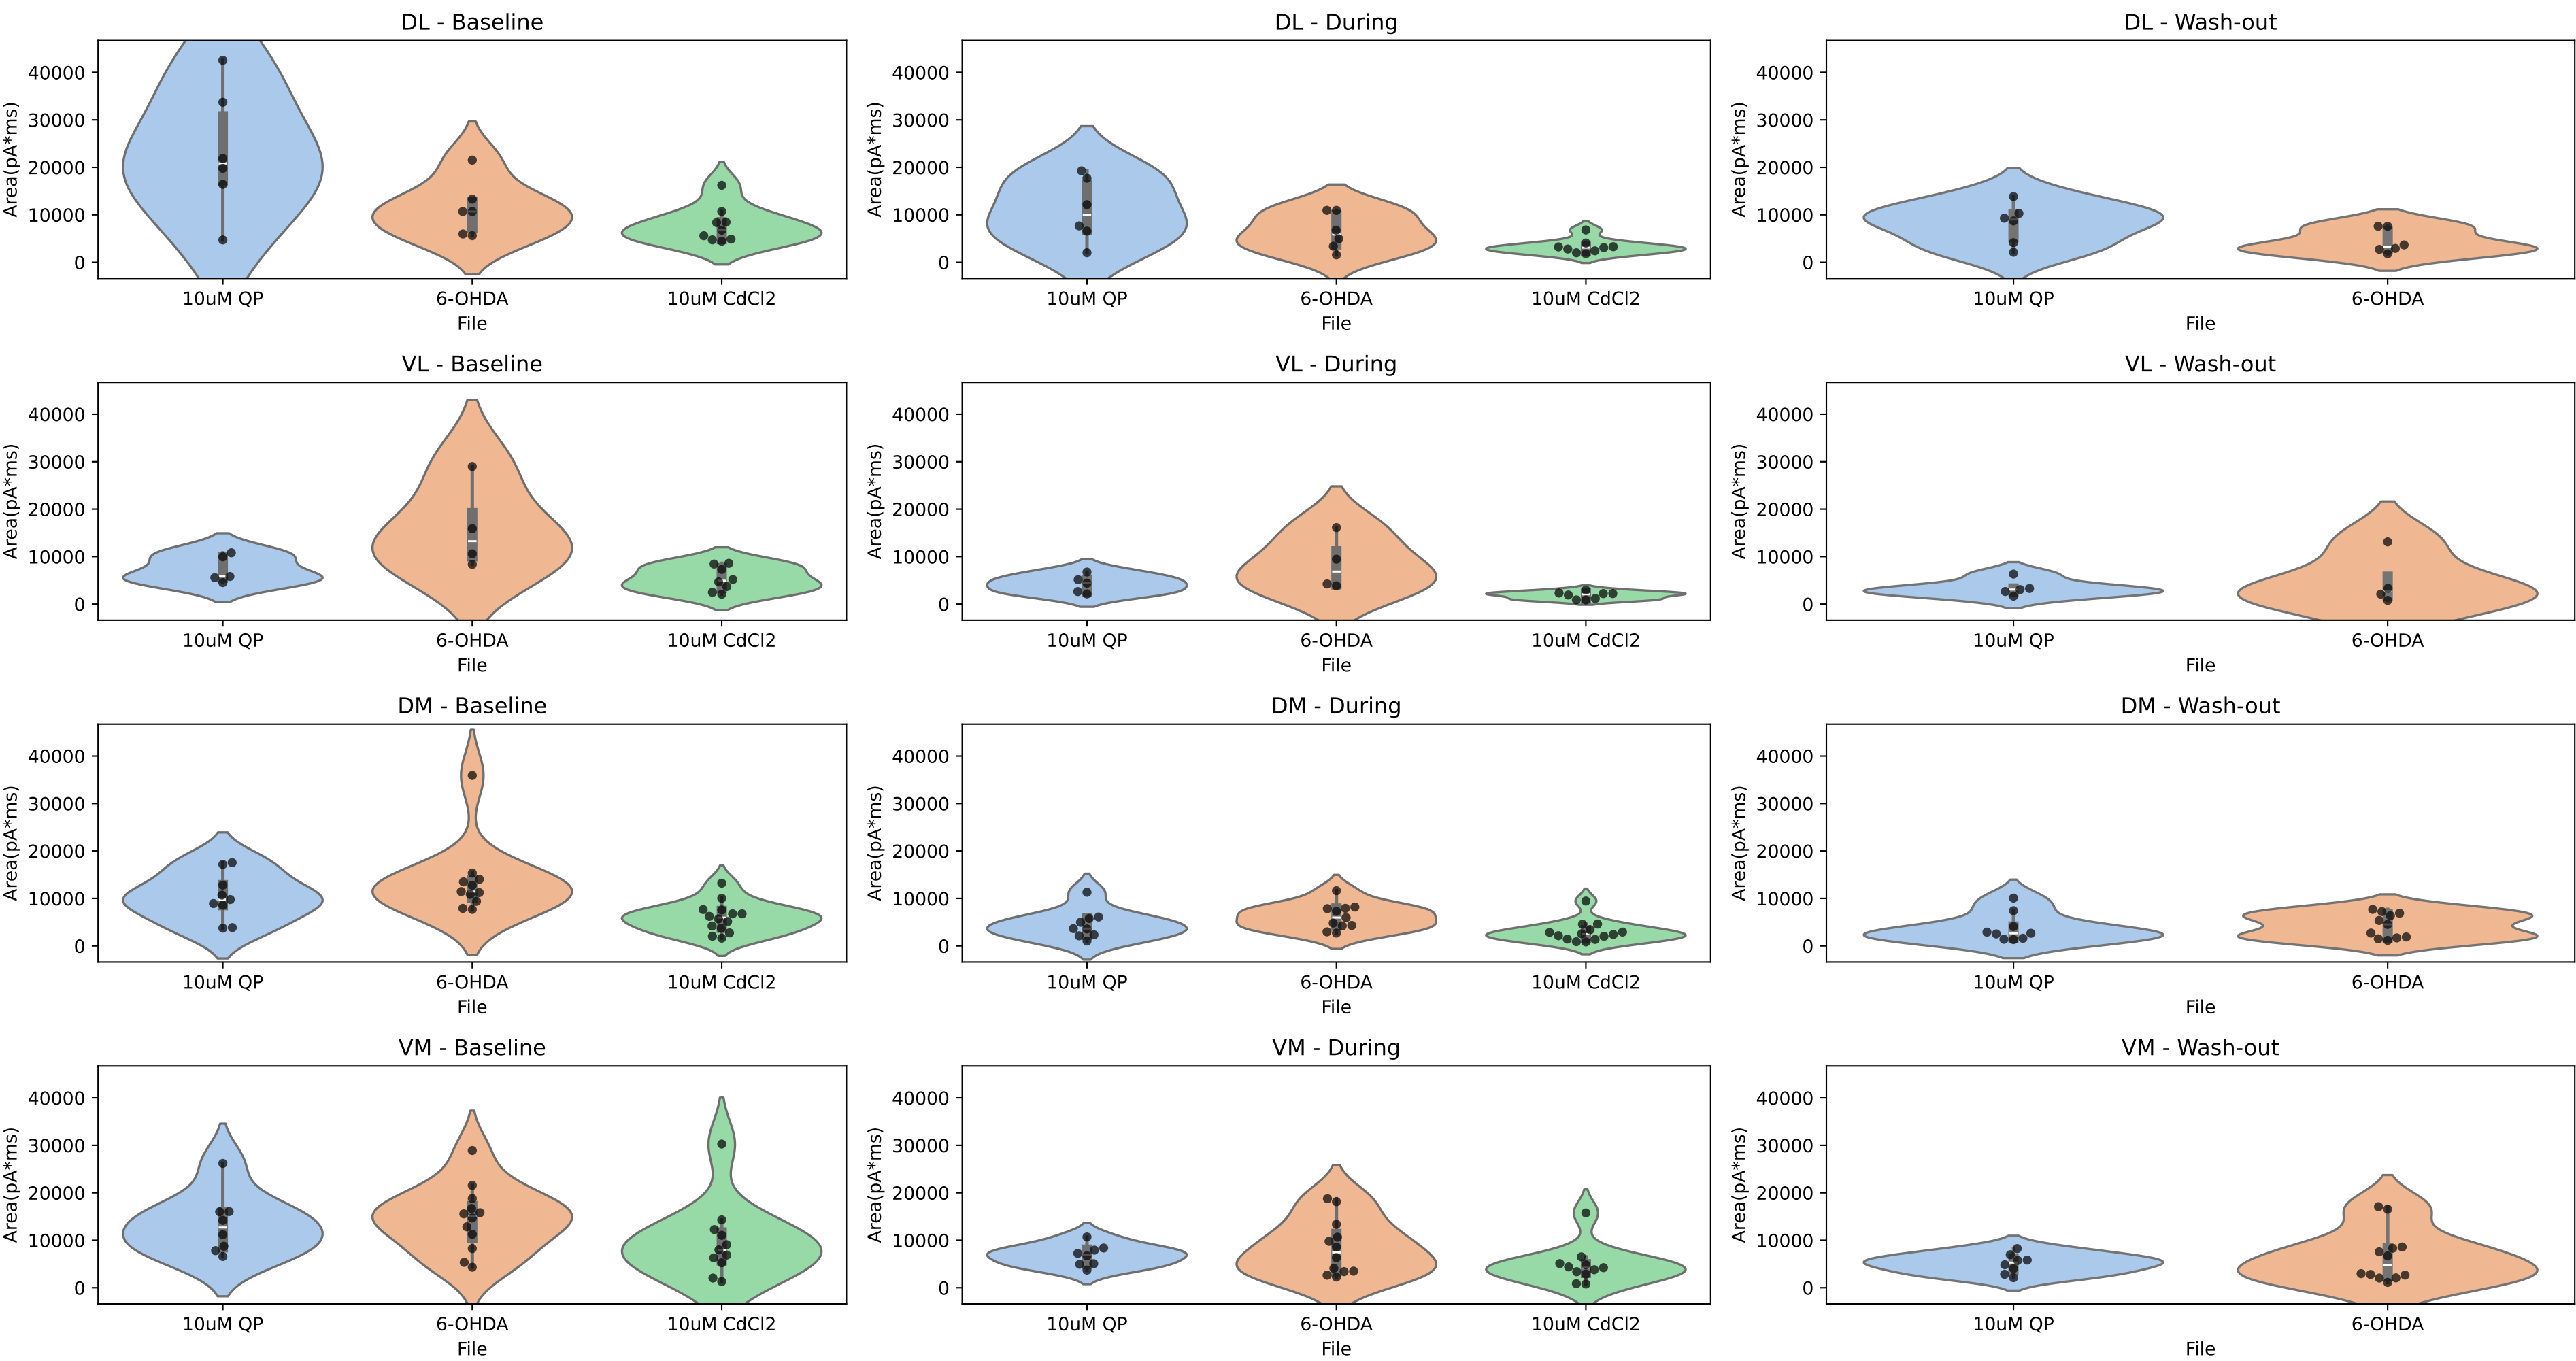 DL - Baseline
Area(pA*ms)
40000
30000
20000
10000
0
10uM QP 6-OHDA 10uM CdCl2
File
DL - During
Area(pA*ms)
40000
30000
20000
10000
0
10uM QP 6-OHDA 10uM CdCl2
File
DL - Wash-out
Area(pA*ms)
40000
30000
20000
10000
0
10uM QP 6-OHDA
File
VL - Baseline
Area(pA*ms)
40000
30000
20000
10000
0
10uM QP 6-OHDA 10uM CdCl2
File
VL - During
Area(pA*ms)
40000
30000
20000
10000
0
10uM QP 6-OHDA 10uM CdCl2
File
VL - Wash-out
Area(pA*ms)
40000
30000
20000
10000
0
10uM QP 6-OHDA
File
DM - Baseline
Area(pA*ms)
40000
30000
20000
10000
0
10uM QP 6-OHDA 10uM CdCl2
File
DM - During
Area(pA*ms)
40000
30000
20000
10000
0
10uM QP 6-OHDA 10uM CdCl2
File
DM - Wash-out
Area(pA*ms)
40000
30000
20000
10000
0
10uM QP 6-OHDA
File
VM - Baseline
Area(pA*ms)
40000
30000
20000
10000
0
10uM QP 6-OHDA 10uM CdCl2
File
VM - During
Area(pA*ms)
40000
30000
20000
10000
0
10uM QP 6-OHDA 10uM CdCl2
File
VM - Wash-out
Area(pA*ms)
40000
30000
20000
10000
0
10uM QP 6-OHDA
File